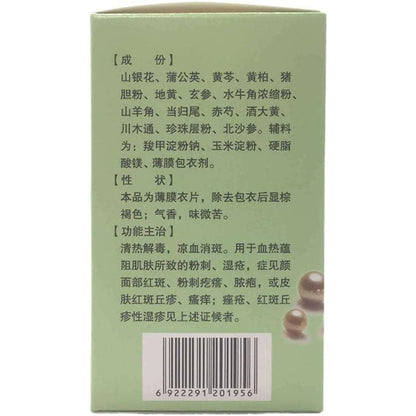 【成 份】
山银花、蒲公英、黄芩、黄柏、猪
胆粉、地黄、玄参、水牛角浓缩粉、
山羊角、当归尾、赤芍、酒大黄、
川木通、珍珠层粉、北沙参。辅料
为：羧甲淀粉钠、玉米淀粉、硬脂
酸镁、薄膜包衣剂。
【性 状】
本品为薄膜衣片，除去包衣后显棕
褐色；气香，味微苦。
【功能主治】
清热解毒，凉血消斑。用于血热蕴
阻肌肤所致的粉刺、湿疮，症见颜
面部红斑、粉刺疙瘩、脓疱，或皮
肤红斑丘疹、瘙痒；痤疮、红斑丘
疹性湿疹见上述证候者。
6 922291 201956